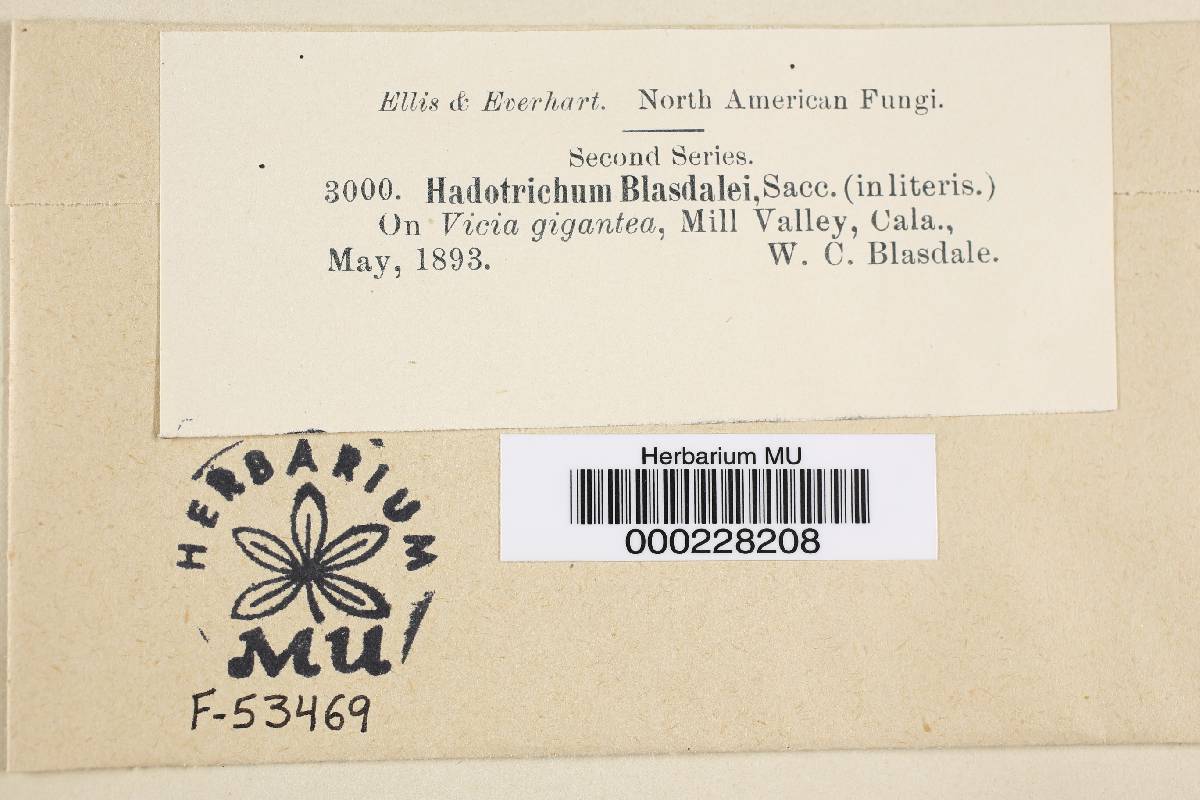 Ellis & Everhart. North American Fungi.
Second Series.
3000. Hadotrichum Blasdalei, Sacc. (in literis.)
On Vicia gigantea, Mill Valley, Cala.,
May, 1893. W. C. Blasdale.
HERBARIUM
MU
F-53469
Herbarium MU
000228208